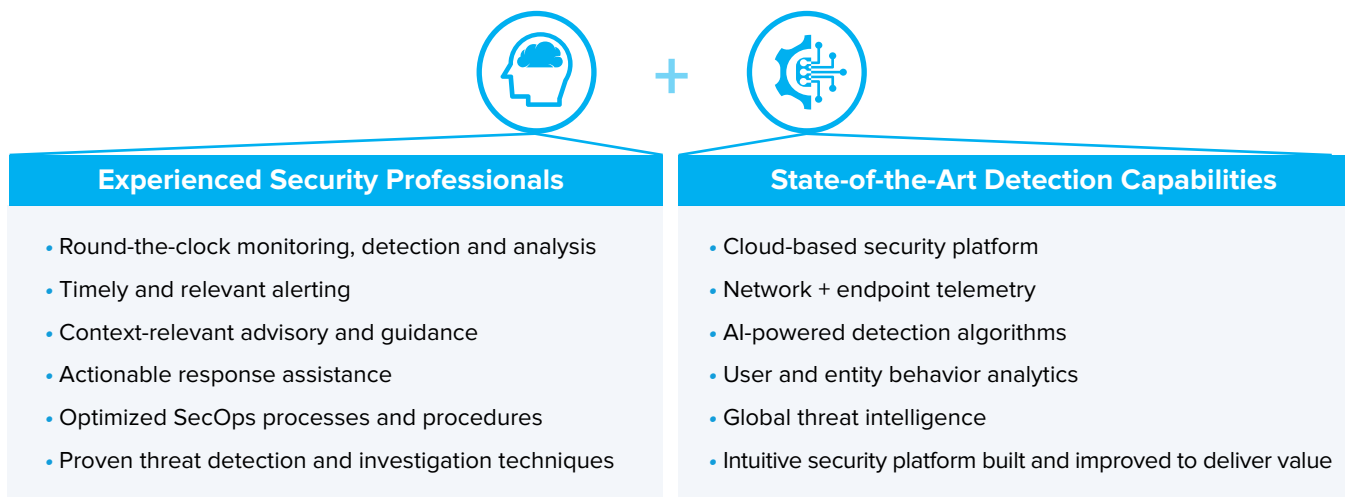 +
Experienced Security Professionals
• Round-the-clock monitoring, detection and analysis
• Timely and relevant alerting
• Context-relevant advisory and guidance
• Actionable response assistance
• Optimized SecOps processes and procedures
• Proven threat detection and investigation techniques
State-of-the-Art Detection Capabilities
• Cloud-based security platform
• Network + endpoint telemetry
• AI-powered detection algorithms
• User and entity behavior analytics
• Global threat intelligence
• Intuitive security platform built and improved to deliver value